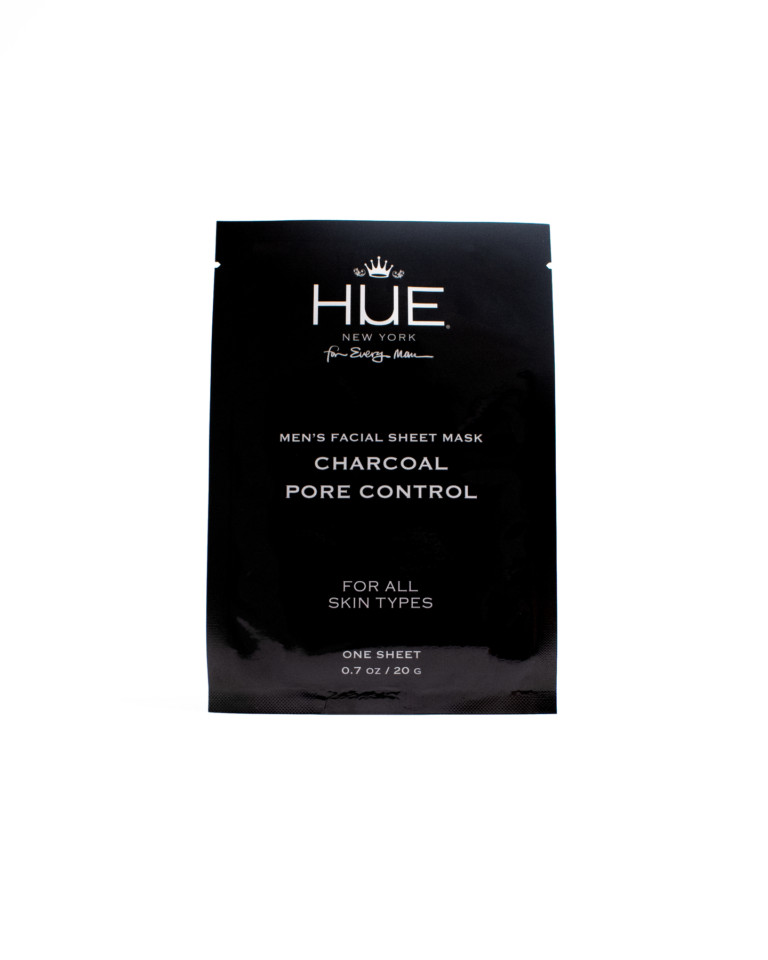 HUE®
NEW YORK
for Every Man
MEN'S FACIAL SHEET MASK
CHARCOAL
PORE CONTROL
FOR ALL
SKIN TYPES
ONE SHEET
0.7 OZ / 20 G